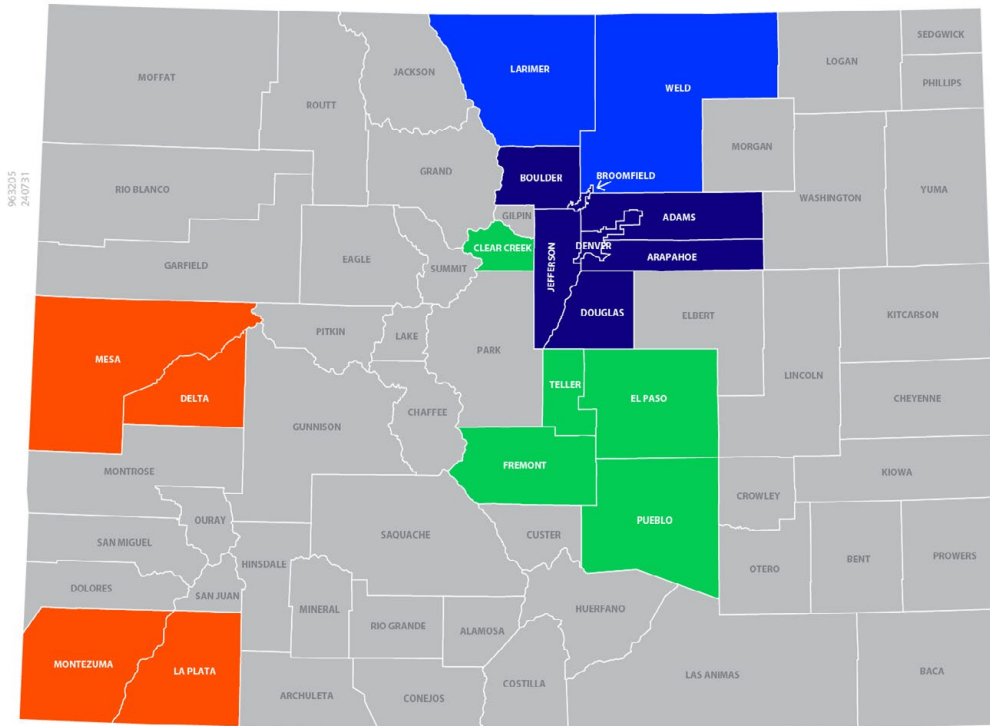 SEDGWICK
LOGAN
JACKSON
LARIMER
MOFFAT
PHILLIPS
WELD
ROUTT
MORGAN
GRAND
963205
240731
BOULDER
BROOMFIELD
RIO BLANCO
YUMA
WASHINGTON
GILPIN
ADAMS
CLEAR CREEK
DENVER
EAGLE
GARFIELD
SUMMIT
JEFFERSON
ARAPAHOE
DOUGLAS
ELBERT
KITCARSON
PITKIN
LAKE
PARK
MESA
LINCOLN
TELLER
DELTA
EL PASO
CHEYENNE
CHAFFEE
GUNNISON
FREMONT
MONTROSE
KIOWA
CROWLEY
OURAY
PUEBLO
SAQUACHE
CUSTER
SAN MIGUEL
HINSDALE
BENT
PROWERS
OTERO
DOLORES
SAN JUAN
MINERAL
HUERFANO
RIO GRANDE
ALAMOSA
MONTEZUMA
LA PLATA
LAS ANIMAS
BACA
COSTILLA
ARCHULETA
CONEJOS